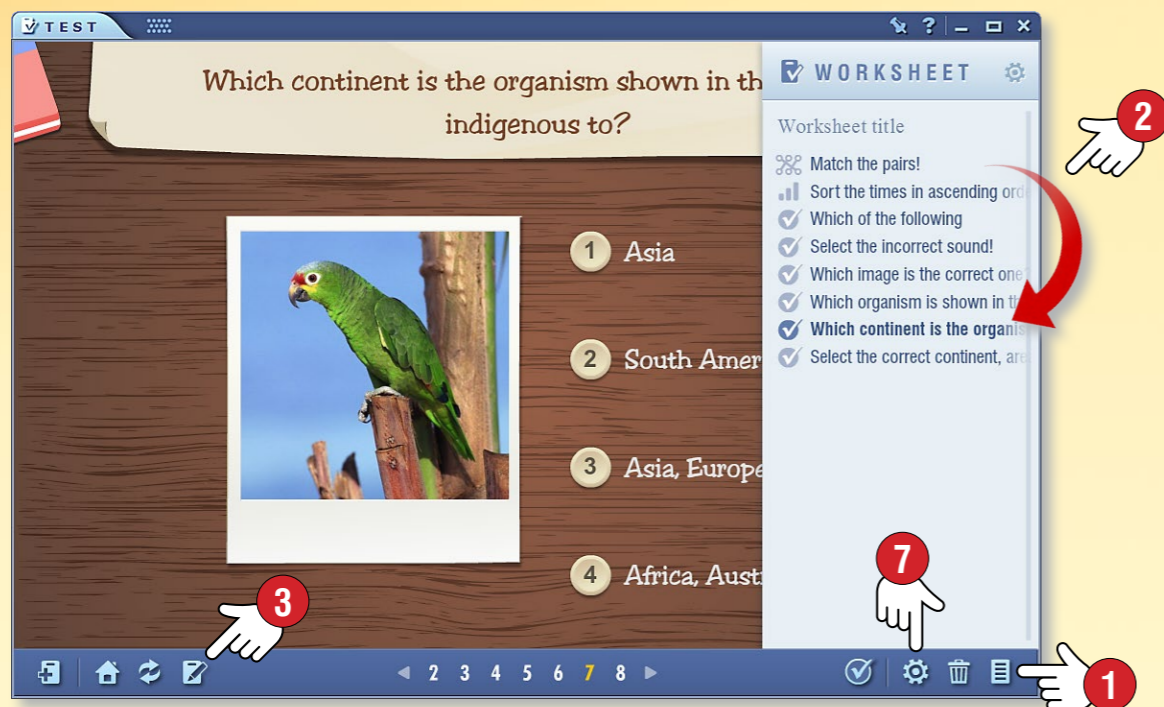 TEST
?
Which continent is the organism shown in th
indigenous to?
1 Asia
2 South Amer
3 Asia, Europe
4 Africa, Aust
WORKSHEET
Worksheet title
Match the pairs!
Sort the times in ascending orde
Which of the following
Select the incorrect sound!
Which image is the correct one?
Which organism is shown in th
Which continent is the organis
Select the correct continent, are
2
7
3
1
2 3 4 5 6 7 8